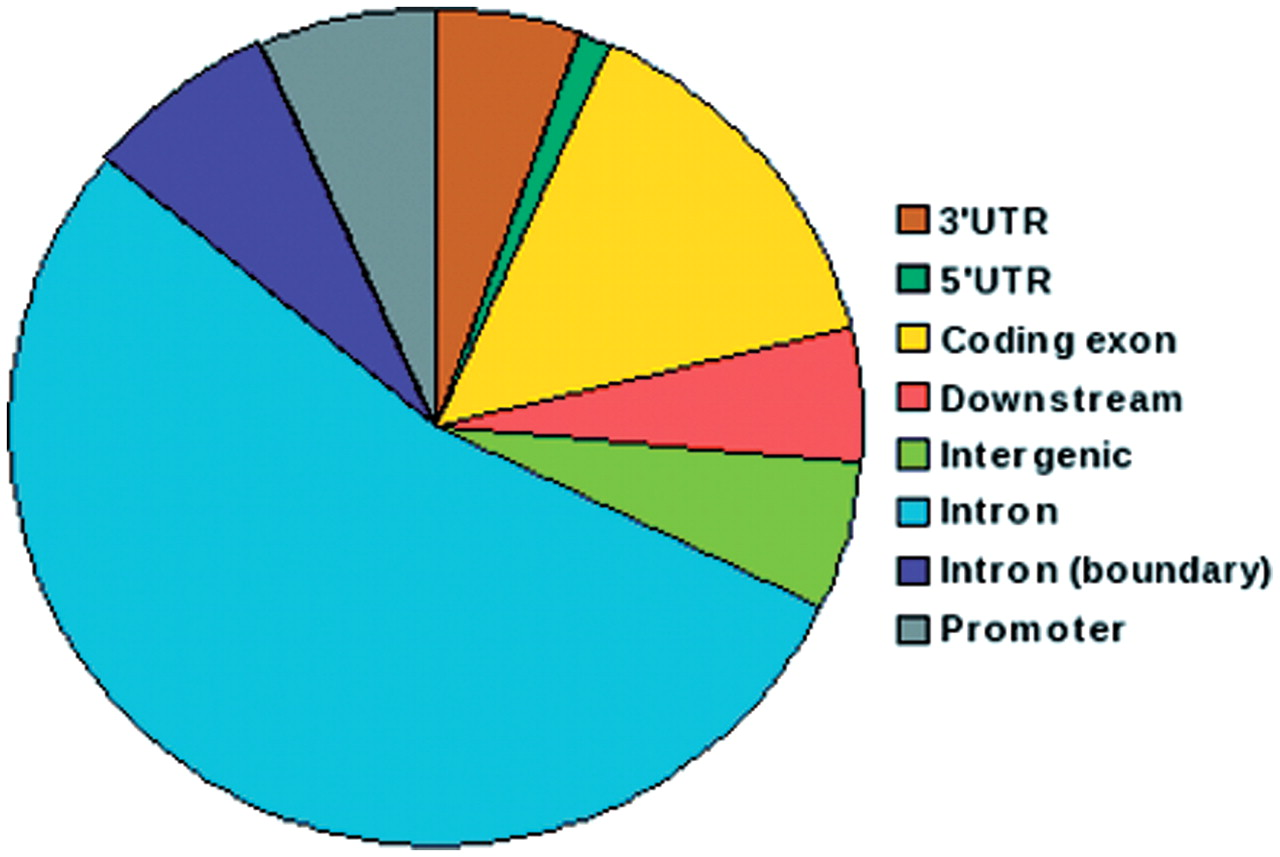 3'UTR
5'UTR
Coding exon
Downstream
Intergenic
Intron
Intron (boundary)
Promoter